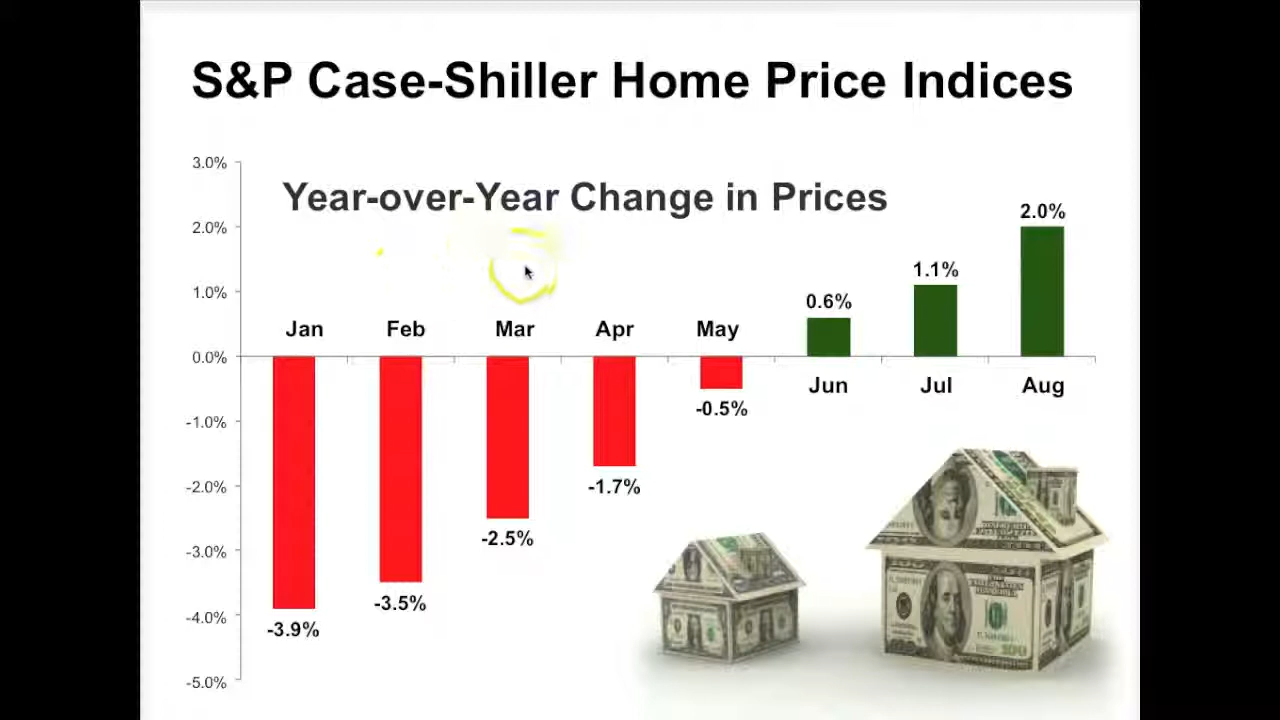 S&P Case-Shiller Home Price Indices
Year-over-Year Change in Prices
3.0%
2.0%
1.0%
0.0%
-1.0%
-2.0%
-3.0%
-4.0%
-5.0%
Jan Feb Mar Apr May Jun Jul Aug
-3.9% -3.5% -2.5% -1.7% -0.5% 0.6% 1.1% 2.0%
100